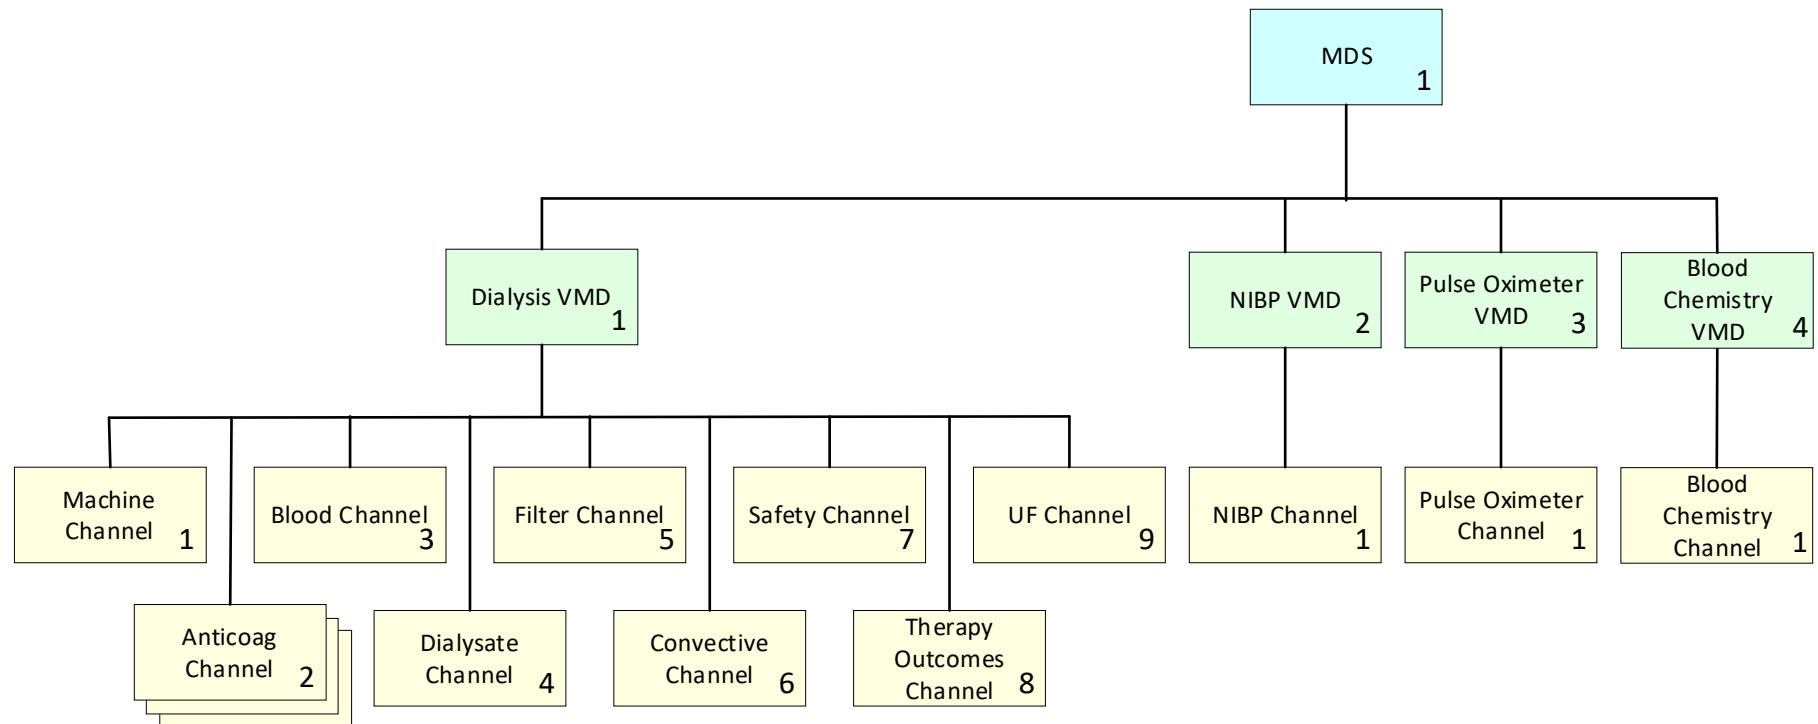 MDS
1
Dialysis VMD
1
NIBP VMD
2
Pulse Oximeter
VMD
3
Blood
Chemistry
VMD
4
Machine
Channel
1
Blood Channel
3
Filter Channel
5
Safety Channel
7
UF Channel
9
NIBP Channel
1
Pulse Oximeter
Channel
1
Blood
Chemistry
Channel
1
Anticoag
Channel
2
Dialysate
Channel
4
Convective
Channel
6
Therapy
Outcomes
Channel
8